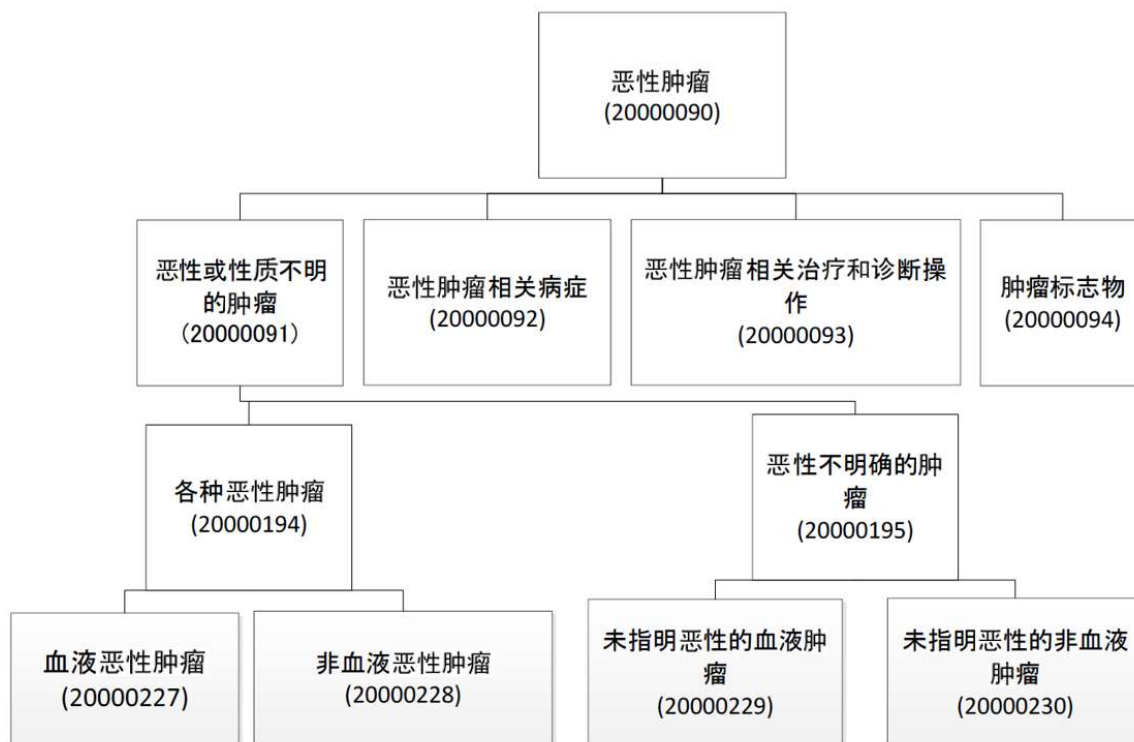 恶性肿瘤
(20000090)
恶性或性质不明
的肿瘤
（20000091）
恶性肿瘤相关病症
(20000092)
恶性肿瘤相关治疗和诊断操
作
(20000093)
肿瘤标志物
(20000094)
各种恶性肿瘤
(20000194)
恶性不明确的肿
瘤
(20000195)
血液恶性肿瘤
(20000227)
非血液恶性肿瘤
(20000228)
未指明恶性的血液肿
瘤
(20000229)
未指明恶性的非血液
肿瘤
(20000230)